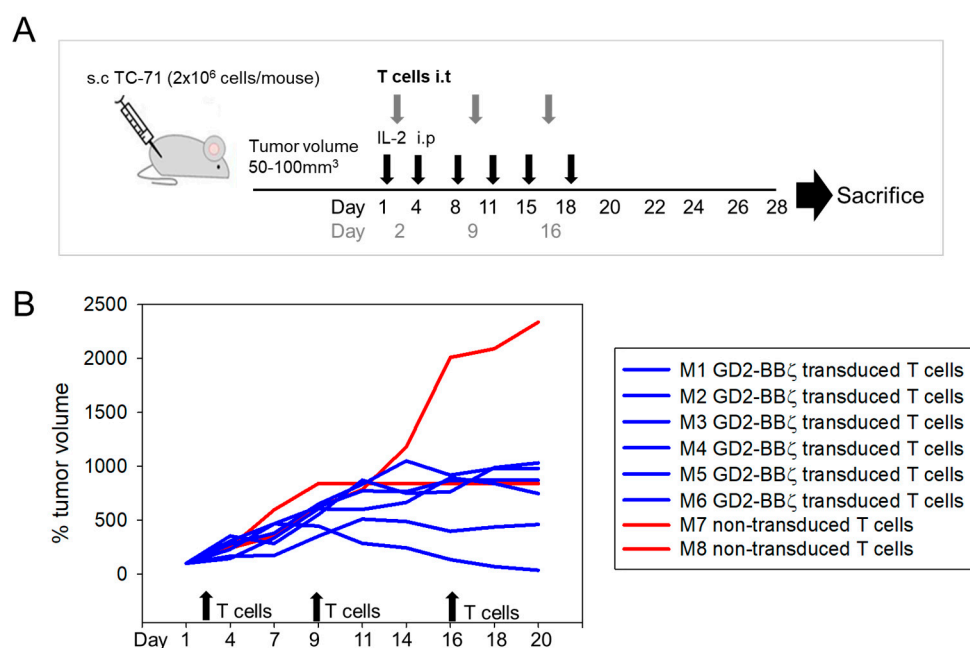 A
s.c TC-71 (2x10⁶ cells/mouse)
T cells i.t
IL-2 i.p
Tumor volume
50-100mm³
Day 1 4 8 11 15 18 20 22 24 26 28
Day 2 9 16
Sacrifice
B
% tumor volume
2500
2000
1500
1000
500
0
T cells T cells T cells
Day 1 4 7 9 11 14 16 18 20
M1 GD2-BBζ transduced T cells
M2 GD2-BBζ transduced T cells
M3 GD2-BBζ transduced T cells
M4 GD2-BBζ transduced T cells
M5 GD2-BBζ transduced T cells
M6 GD2-BBζ transduced T cells
M7 non-transduced T cells
M8 non-transduced T cells